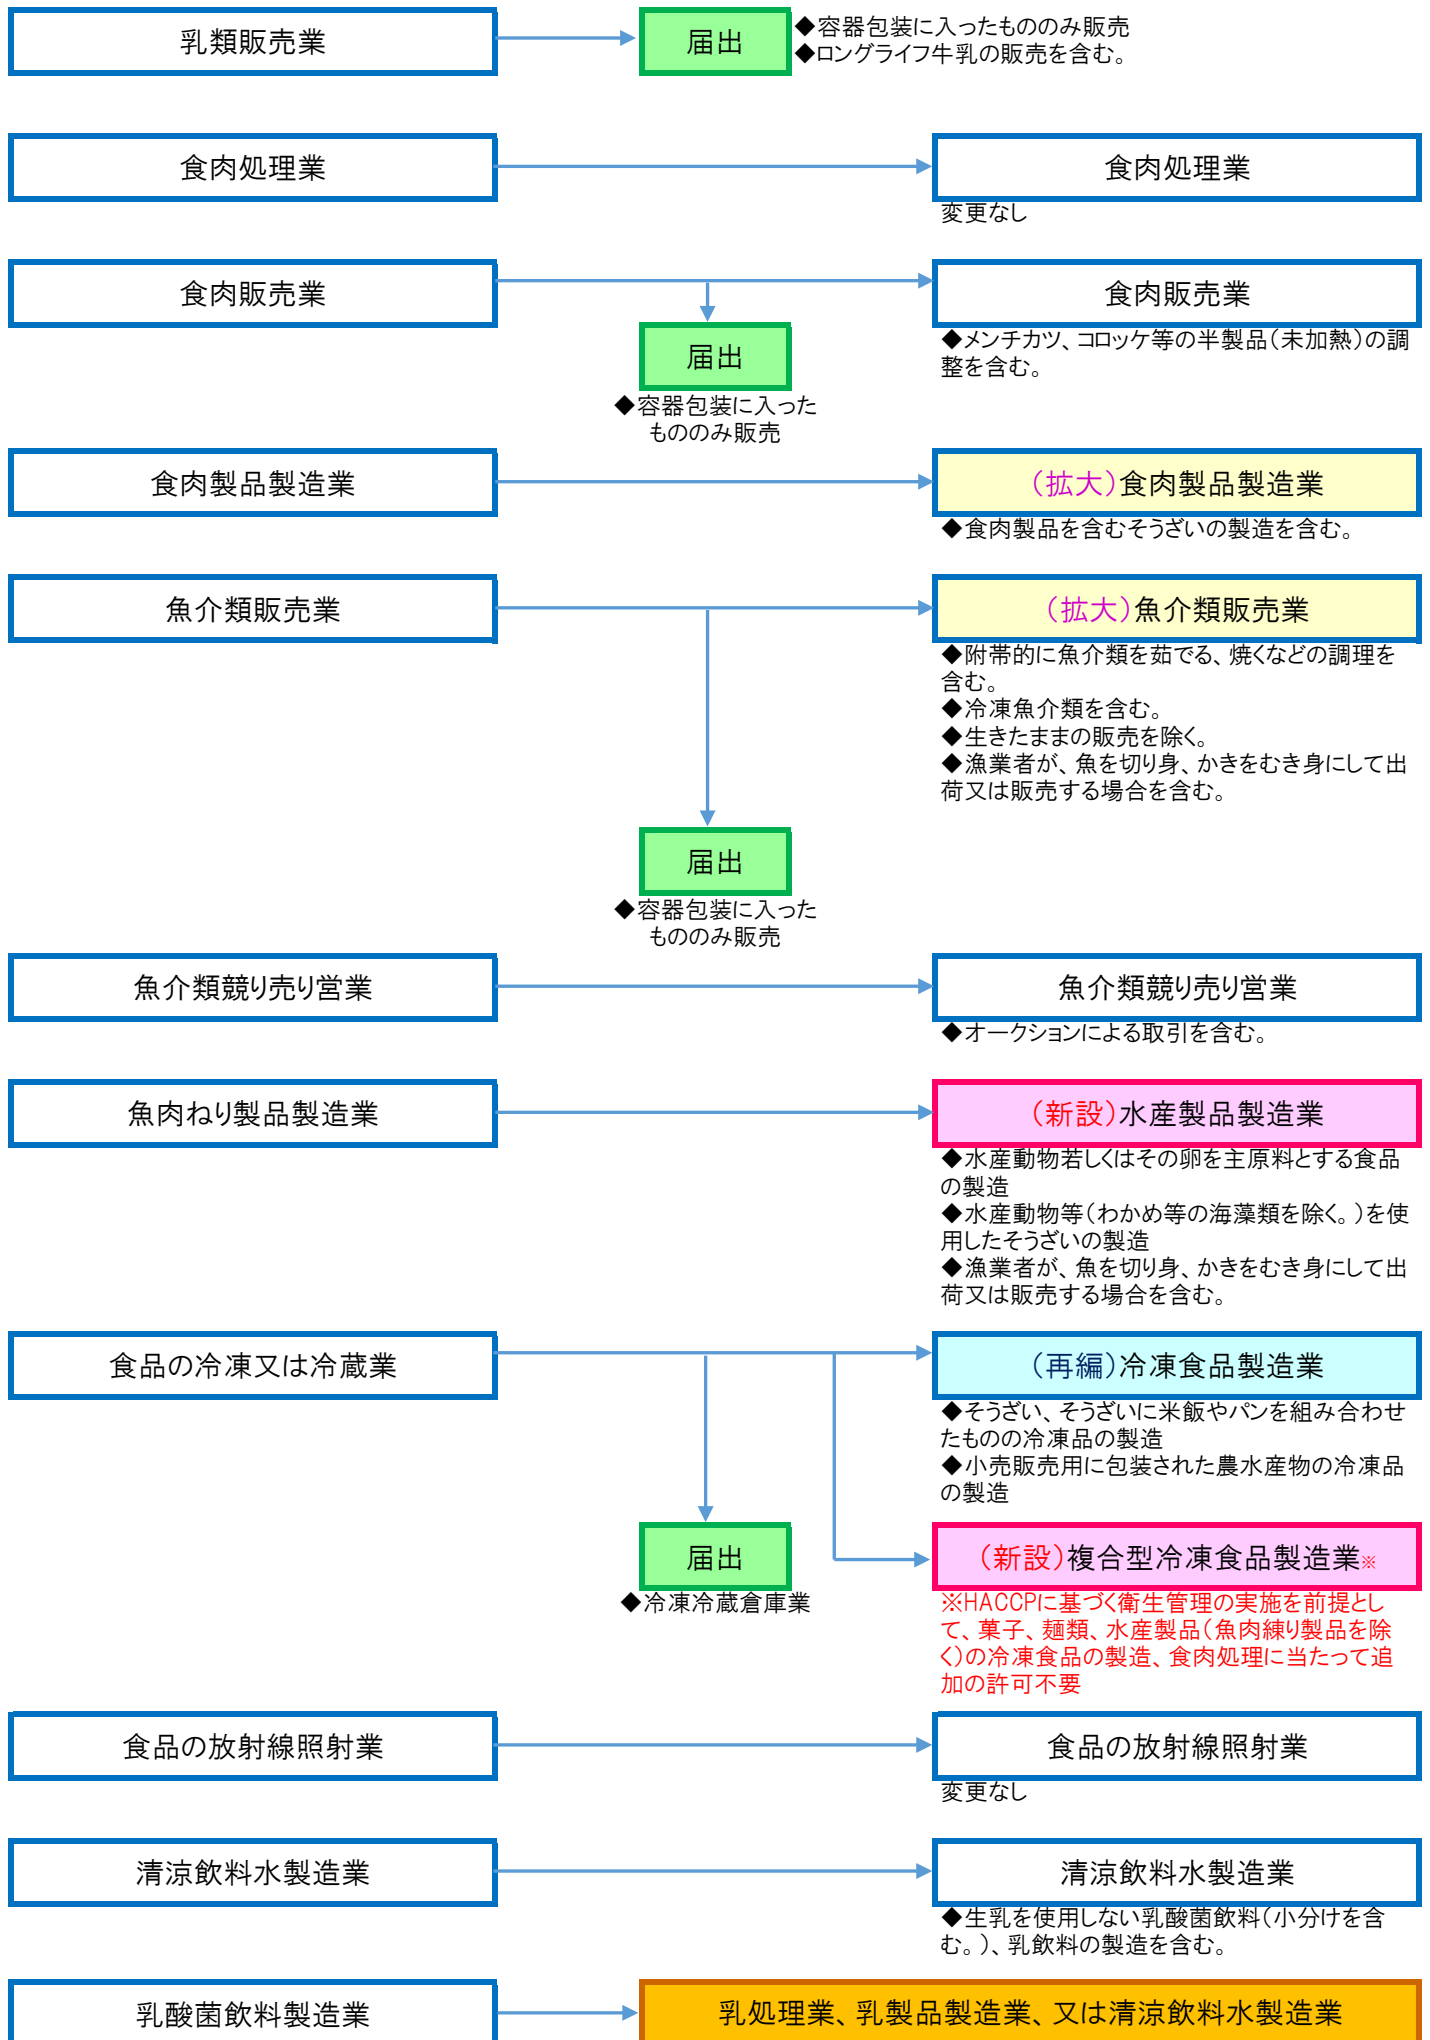 乳類販売業
届出
◆容器包装に入ったもののみ販売
◆ロングライフ牛乳の販売を含む。
食肉処理業
食肉処理業
変更なし
食肉販売業
食肉販売業
◆メンチカツ、コロッケ等の半製品（未加熱）の調
整を含む。
届出
◆容器包装に入った
もののみ販売
食肉製品製造業
（拡大）食肉製品製造業
◆食肉製品を含むそうざいの製造を含む。
魚介類販売業
（拡大）魚介類販売業
◆附帯的に魚介類を茹でる、焼くなどの調理を
含む。
◆冷凍魚介類を含む。
◆生きたままの販売を除く。
◆漁業者が、魚を切り身、かきをむき身にして出
荷又は販売する場合を含む。
届出
◆容器包装に入った
もののみ販売
魚介類競り売り営業
魚介類競り売り営業
◆オークションによる取引を含む。
魚肉ねり製品製造業
（新設）水産製品製造業
◆水産動物若しくはその卵を主原料とする食品
の製造
◆水産動物等（わかめ等の海藻類を除く。）を使
用したそうざいの製造
◆漁業者が、魚を切り身、かきをむき身にして出
荷又は販売する場合を含む。
食品の冷凍又は冷蔵業
（再編）冷凍食品製造業
◆そうざい、そうざいに米飯やパンを組み合わせ
たものの冷凍品の製造
◆小売販売用に包装された農水産物の冷凍品
の製造
届出
◆冷凍冷蔵倉庫業
（新設）複合型冷凍食品製造業※
※HACCPに基づく衛生管理の実施を前提とし
て、菓子、麺類、水産製品（魚肉練り製品を除
く）の冷凍食品の製造、食肉処理に当たって追
加の許可不要
食品の放射線照射業
食品の放射線照射業
変更なし
清涼飲料水製造業
清涼飲料水製造業
◆生乳を使用しない乳酸菌飲料（小分けを含
む。）、乳飲料の製造を含む。
乳酸菌飲料製造業
乳処理業、乳製品製造業、又は清涼飲料水製造業